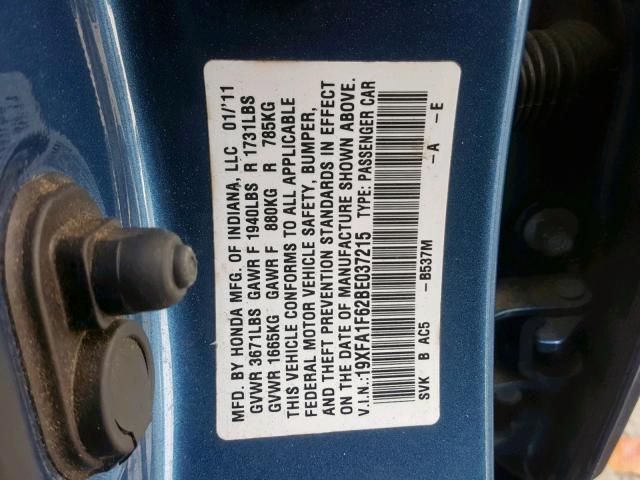 MFD. BY HONDA MFG. OF INDIANA, LLC 01/'11
GVWR 3671LBS GAWR F 1940LBS R 1731LBS
GVWR 1665KG GAWR F 880KG R 785KG
THIS VEHICLE CONFORMS TO ALL APPLICABLE
FEDERAL MOTOR VEHICLE SAFETY, BUMPER,
AND THEFT PREVENTION STANDARDS IN EFFECT
ON THE DATE OF MANUFACTURE SHOWN ABOVE.
V.I.N.:19XFA1F62BE037215 TYPE: PASSENGER CAR
SVK B AC5 -B537M -A -E